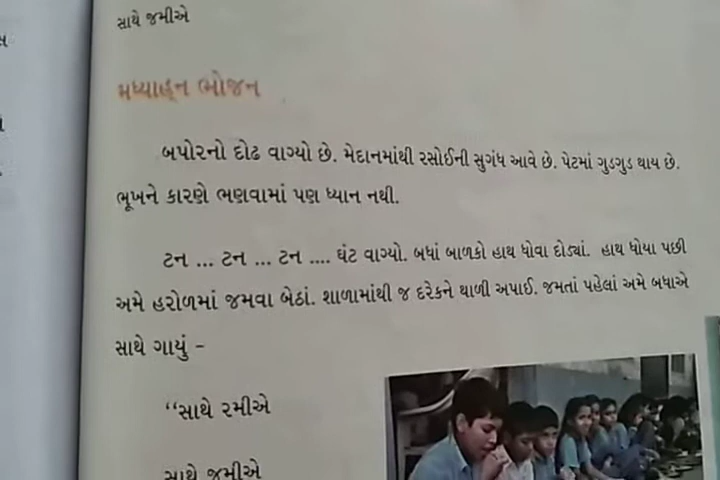 સાથે જમીએ
મધ્યાહ્ન ભોજન
બપોરનો દોઢ વાગ્યો છે. મેદાનમાંથી રસોઈની સુગંધ આવે છે. પેટમાં ગુડગુડ થાય છે.
ભૂખને કારણે ભણવામાં પણ ધ્યાન નથી.
ટન ... ટન ... ટન .... ઘંટ વાગ્યો. બધાં બાળકો હાથ ધોવા દોડ્યાં. હાથ ધોયા પછી
અમે હરોળમાં જમવા બેઠાં. શાળામાંથી જ દરેકને થાળી અપાઈ. જમતાં પહેલાં અમે બધાએ
સાથે ગાયું -
“સાથે રમીએ
સાથે જમીએ